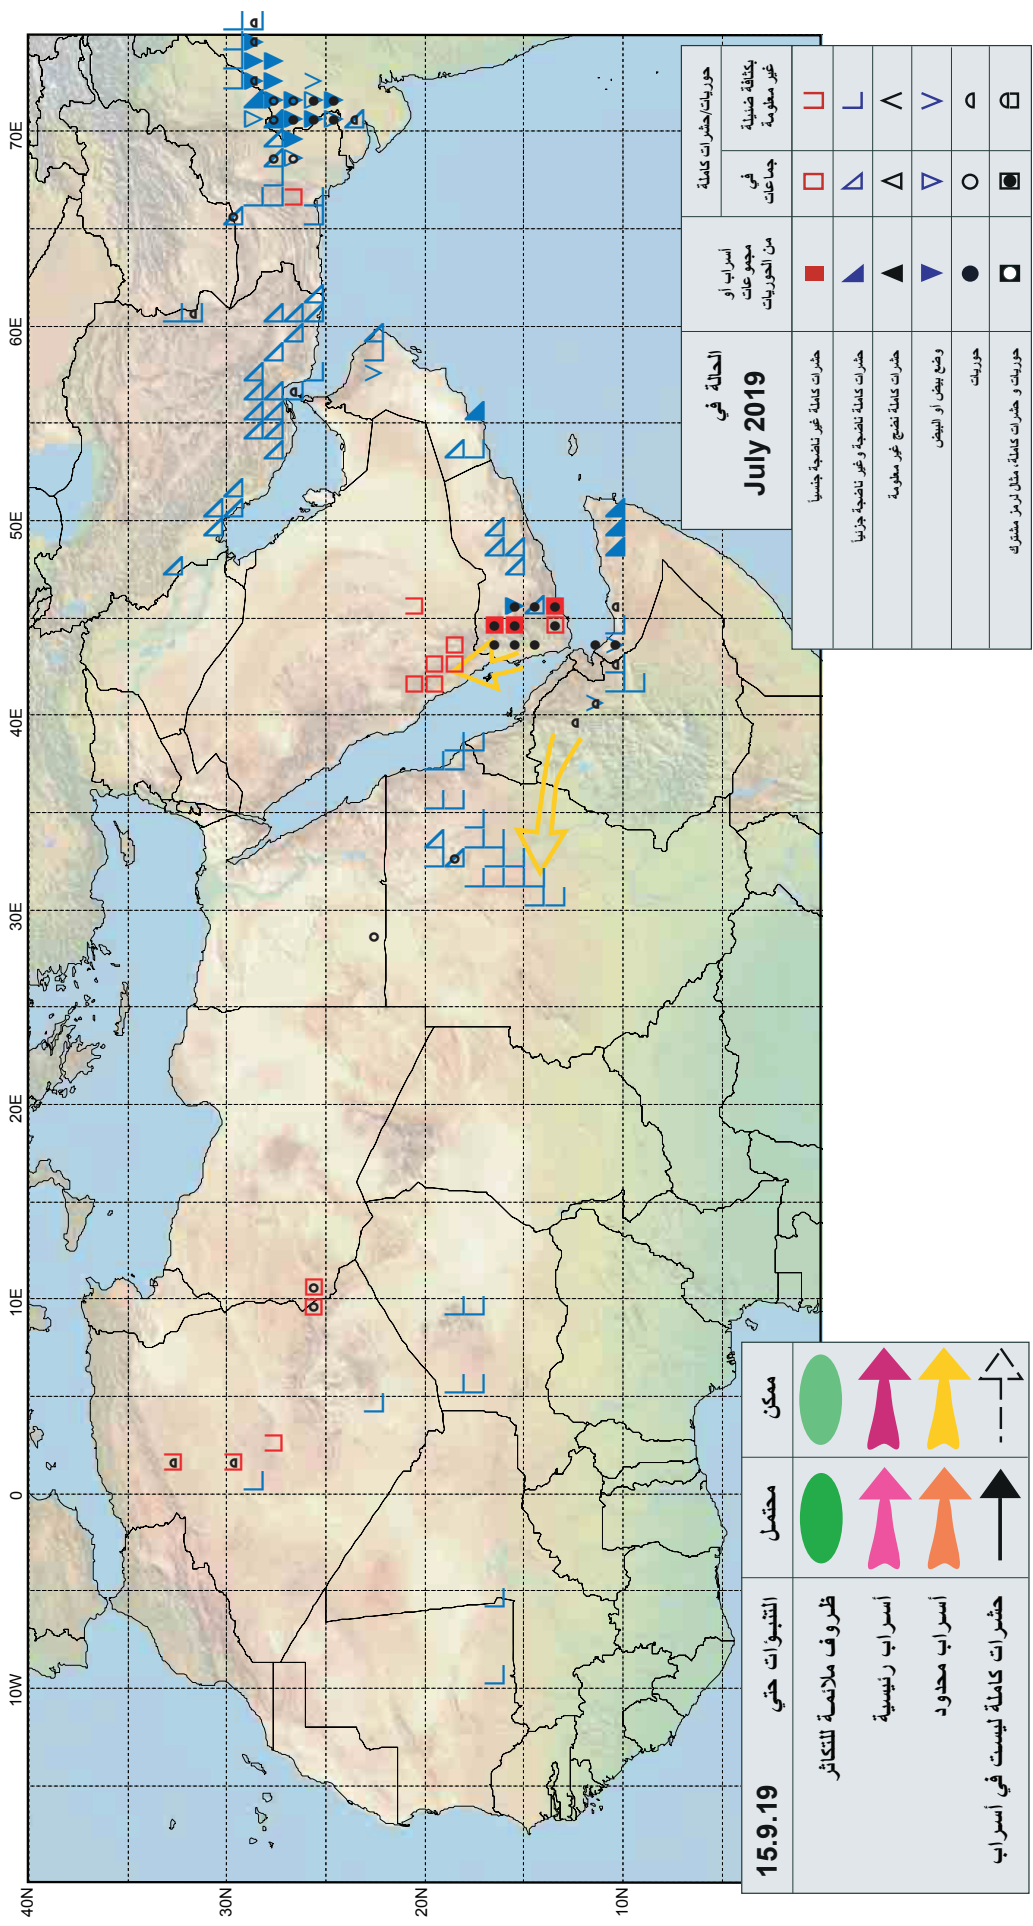 40N
30N
20N
10N
10W
0
10E
20E
30E
40E
50E
60E
70E
الحالة في
July 2019
أسراب أو
مجموعات
من الحوريات
حوريات/حشرات كاملة
في
جماعات
بكثافة ضئيلة
غير معلومة
حشرات كاملة غير ناضجة جنسياً
حشرات كاملة ناضجة وغير ناضجة جزئياً
حشرات كاملة نضج غير معلومة
وضع بيض أو البيض
حوريات
حوريات و حشرات كاملة، مثال لرمز مشترك
التنبؤات حتي
15.9.19
محتمل
ممكن
ظروف ملائمة للتكاثر
أسراب رئيسية
أسراب محدود
حشرات كاملة ليست في أسراب